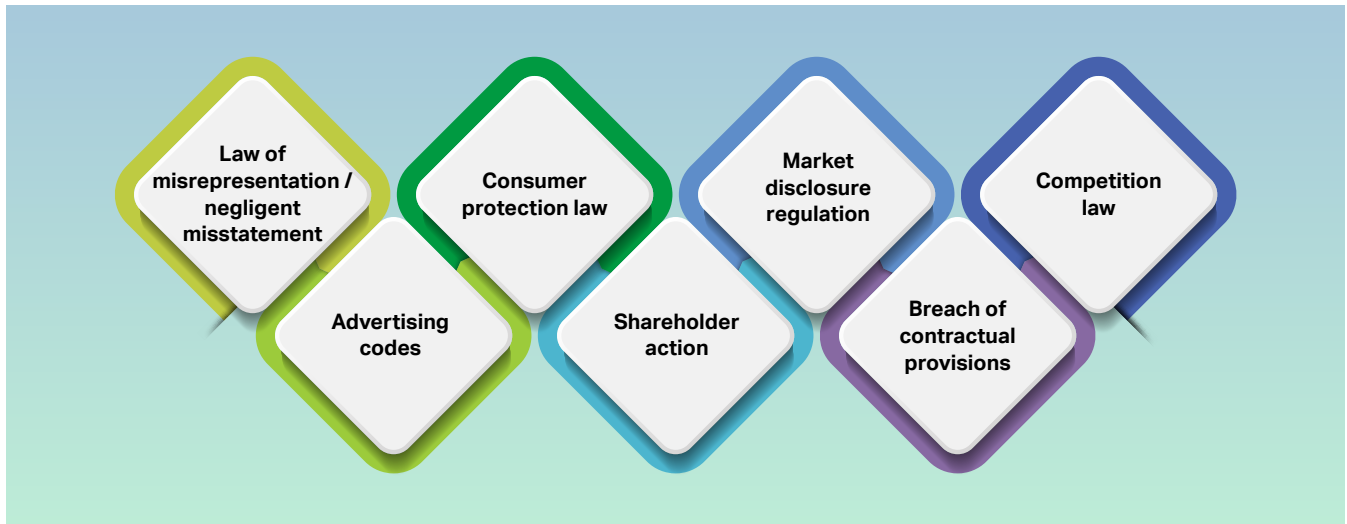 Law of
misrepresentation /
negligent
misstatement
Advertising
codes
Consumer
protection law
Shareholder
action
Market
disclosure
regulation
Breach of
contractual
provisions
Competition
law